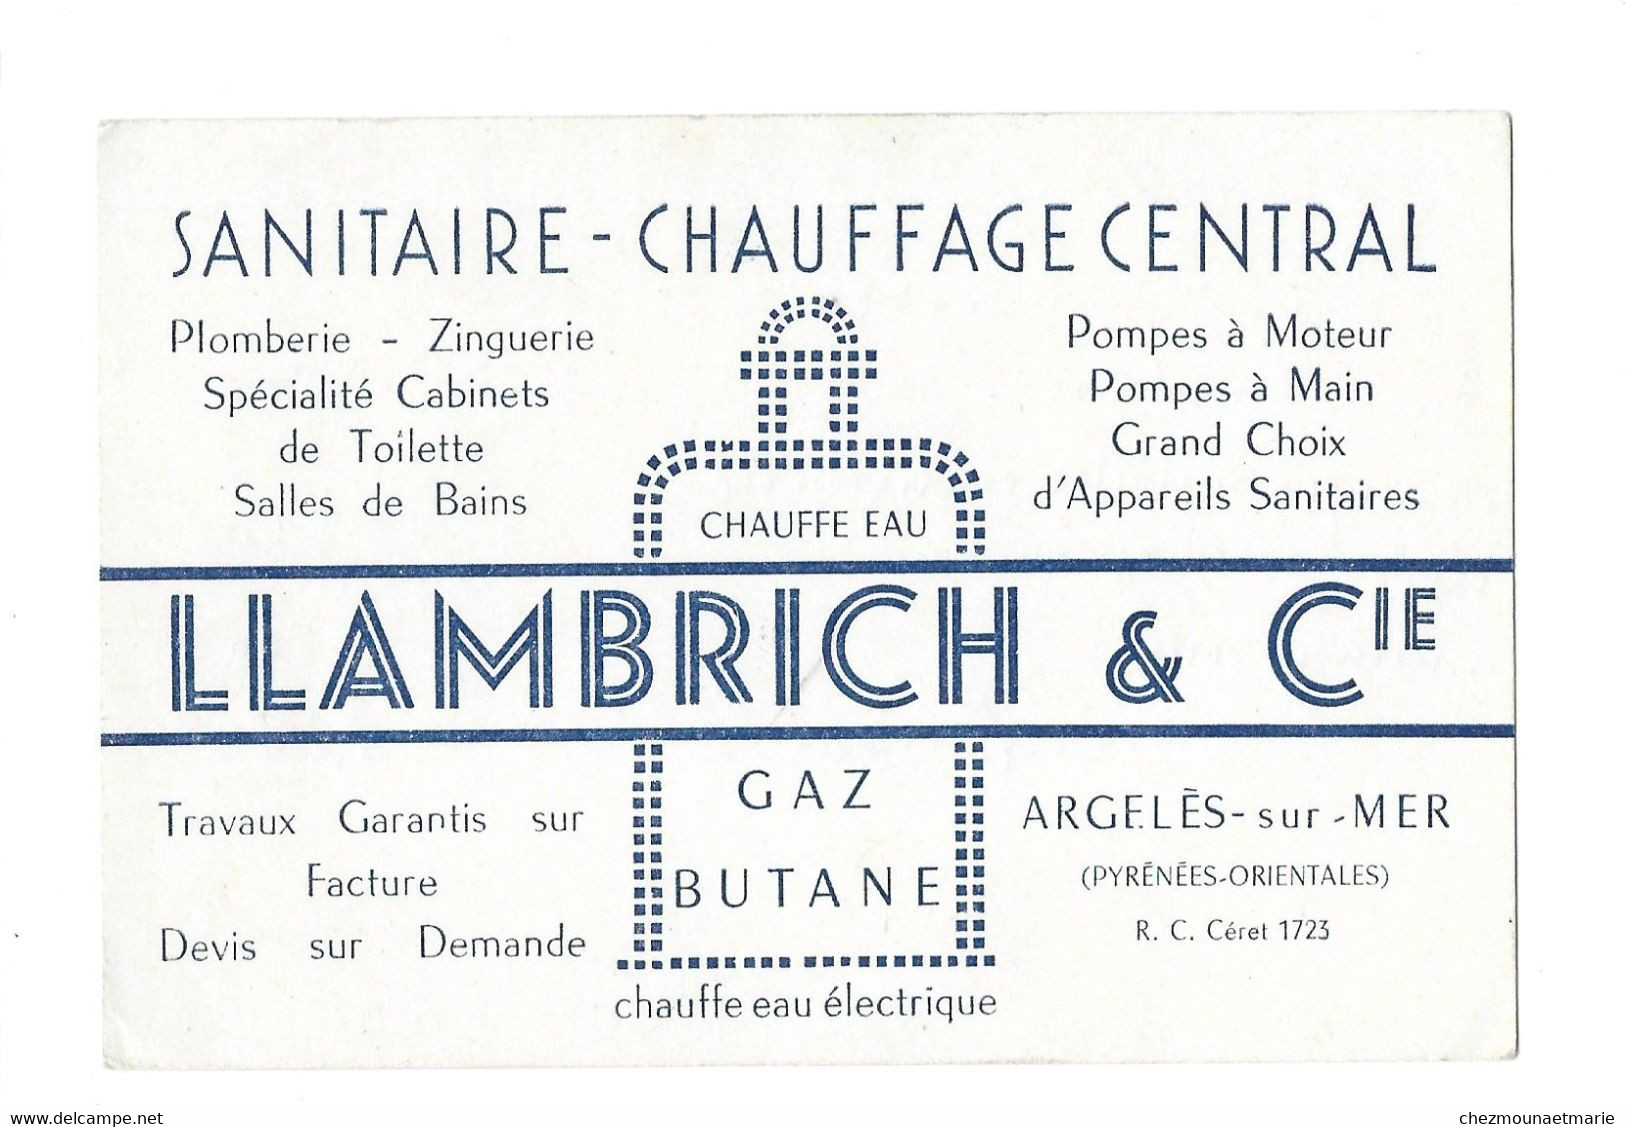 SANITAIRE - CHAUFFAGE CENTRAL
Plomberie - Zinguerie
Spécialité Cabinets
de Toilette
Salles de Bains
Pompes à Moteur
Pompes à Main
Grand Choix
d'Appareils Sanitaires
CHAUFFE EAU
LLAMBRICH & CIE
Travaux Garantis sur
Facture
Devis sur Demande
GAZ
BUTANE
chauffe eau électrique
ARGELÈS-sur-MER
(PYRÉNÉES-ORIENTALES)
R. C. Céret 1723
www.delcampe.net
chezmounaetmarie